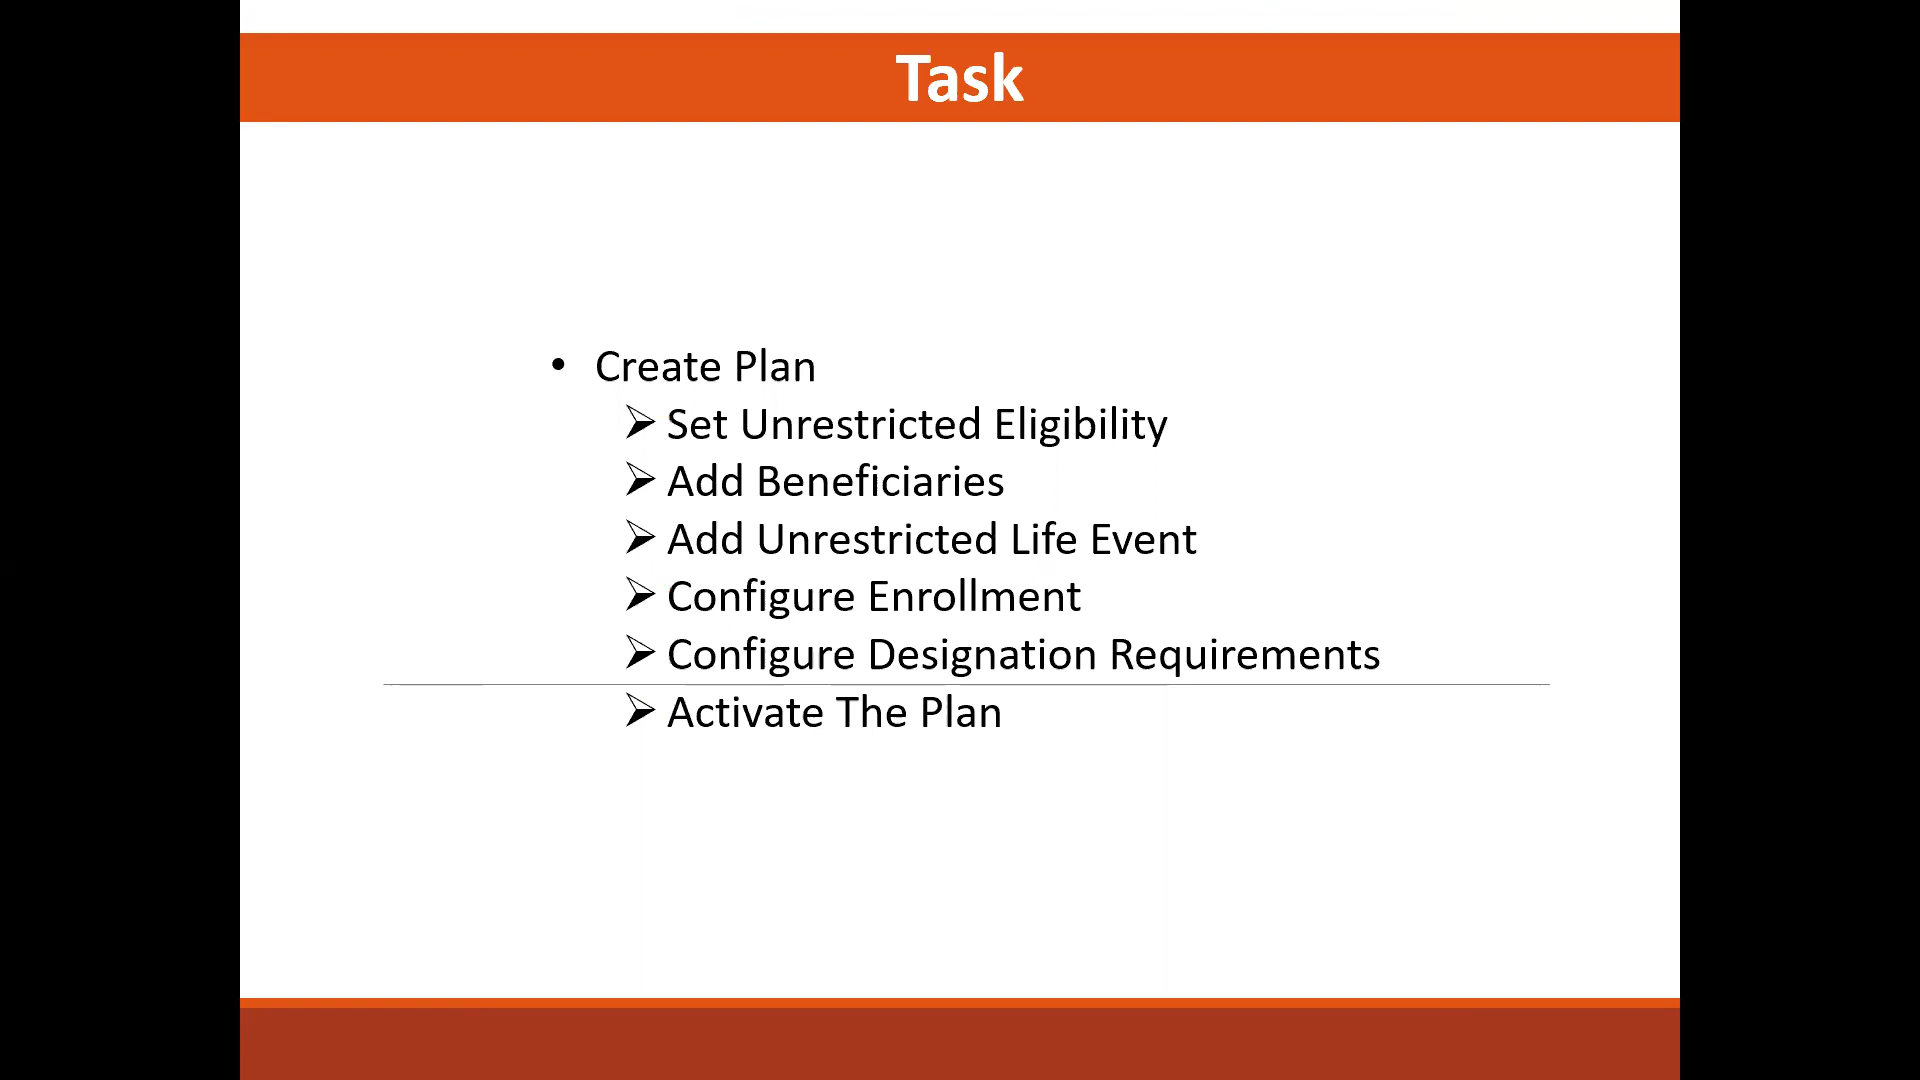 Task
• Create Plan
➢ Set Unrestricted Eligibility
➢ Add Beneficiaries
➢ Add Unrestricted Life Event
➢ Configure Enrollment
➢ Configure Designation Requirements
➢ Activate The Plan